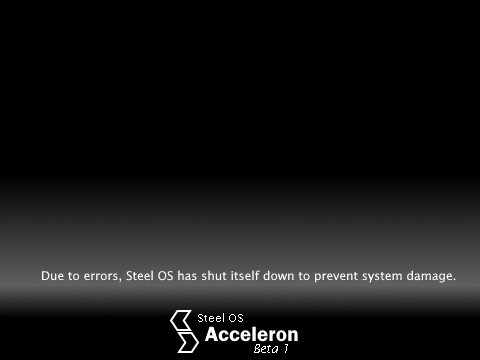 Due to errors, Steel OS has shut itself down to prevent system damage.
Steel OS
Acceleron
Beta 1